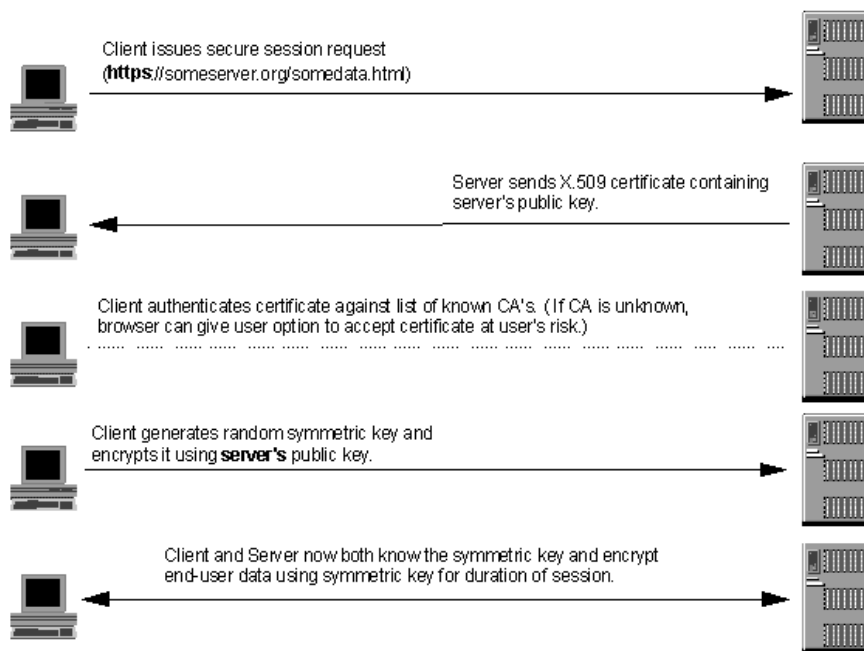 Client issues secure session request
(https://someserver.org/somedata.html)
Server sends X.509 certificate containing
server's public key.
Client authenticates certificate against list of known CA's. ( If CA is unknown,
browser can give user option to accept certificate at user's risk.)
Client generates random symmetric key and
encrypts it using server's public key.
Client and Server now both know the symmetric key and encrypt
end-user data using symmetric key for duration of session.